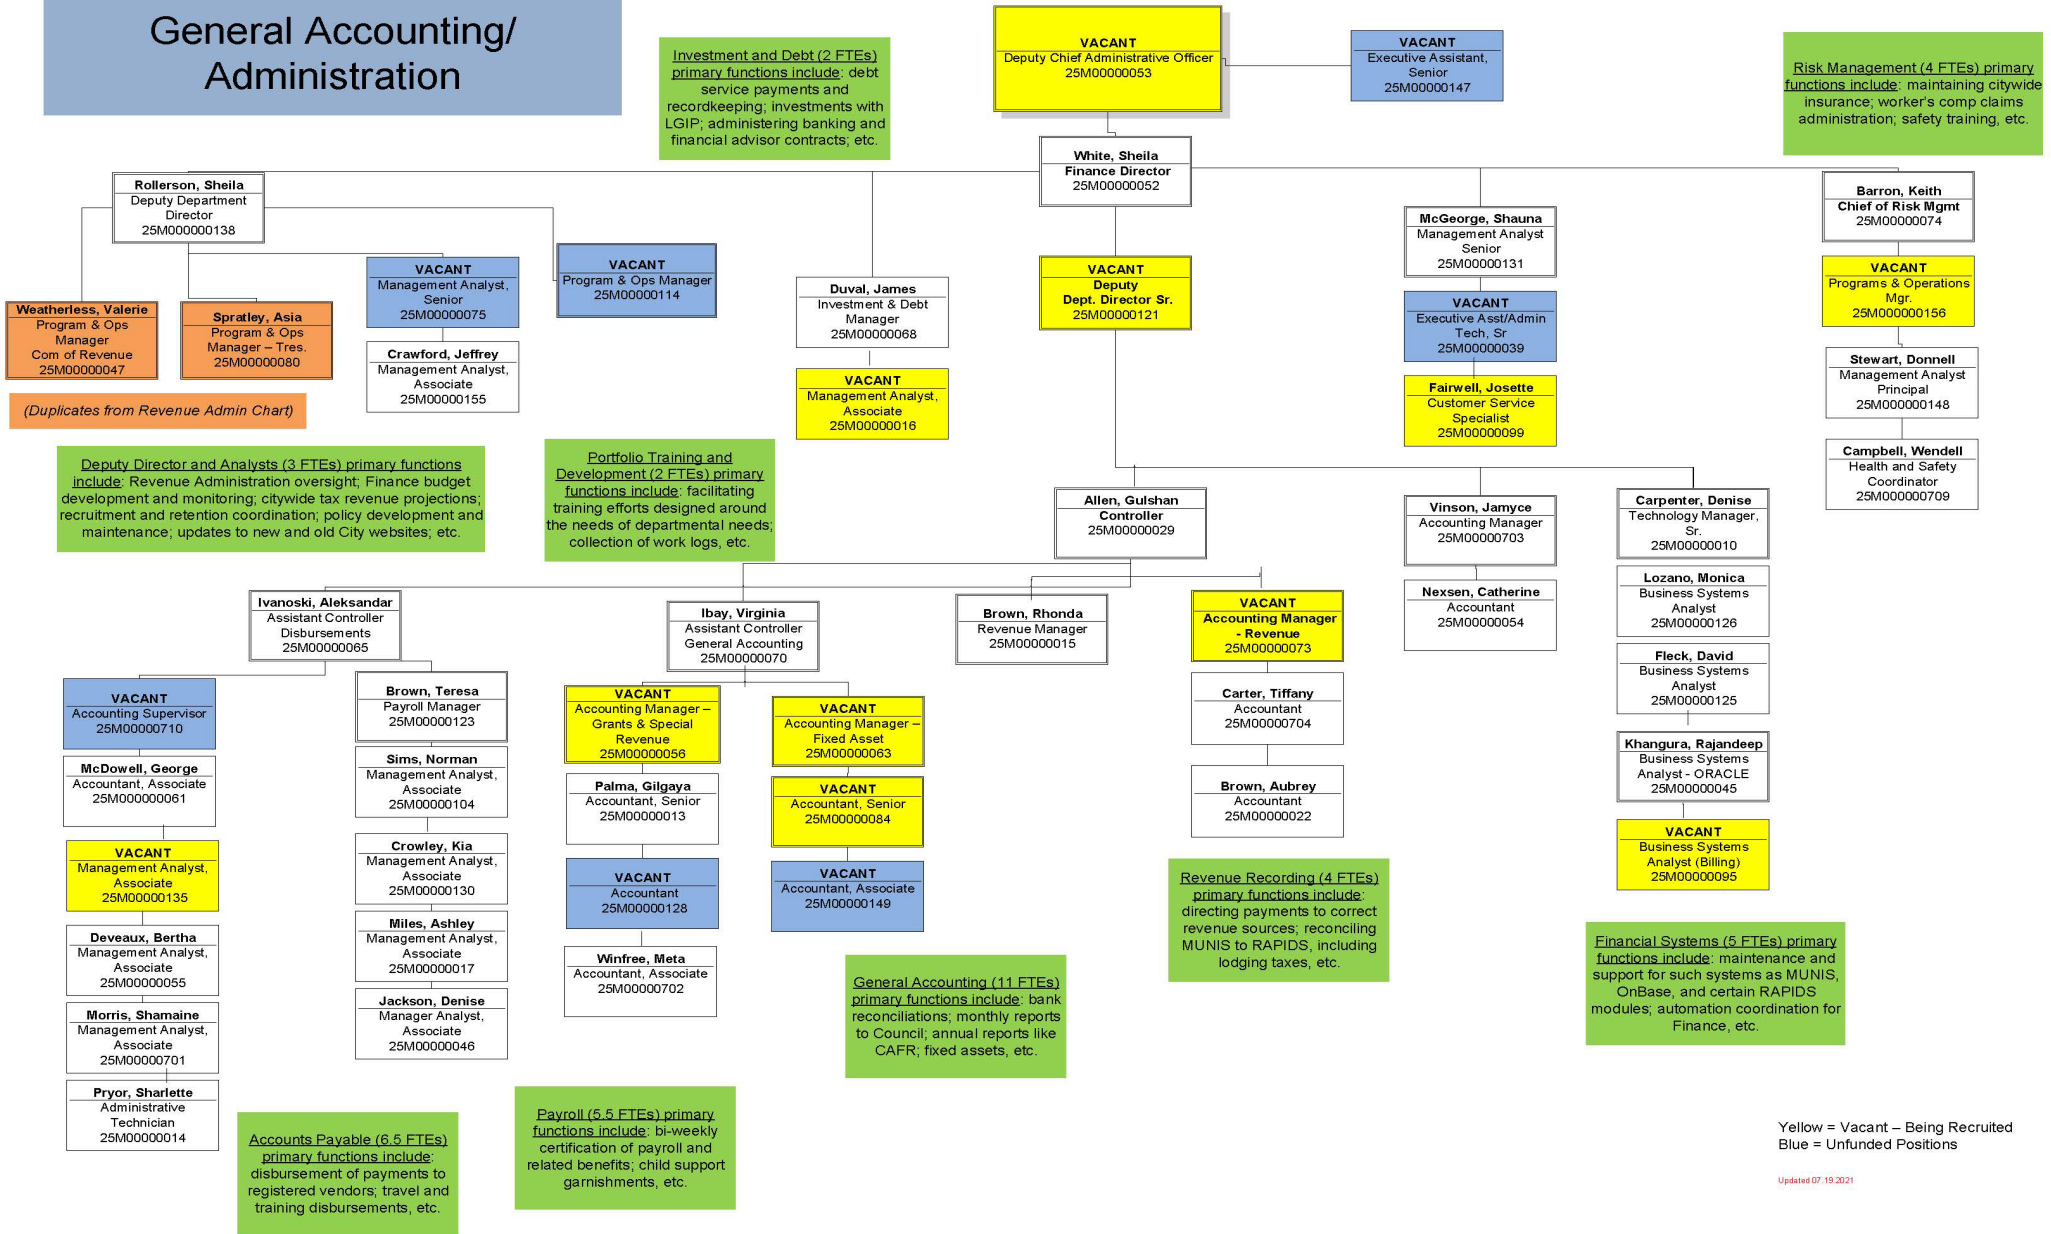 General Accounting/
Administration
Investment and Debt (2 FTEs)
primary functions include: debt
service payments and
recordkeeping; investments with
LGIP; administering banking and
financial advisor contracts; etc.
VACANT
Deputy Chief Administrative Officer
25M00000053
VACANT
Executive Assistant,
Senior
25M00000147
Risk Management (4 FTEs) primary
functions include: maintaining citywide
insurance; worker's comp claims
administration; safety training, etc.
White, Sheila
Finance Director
25M00000052
Rollerson, Sheila
Deputy Department
Director
25M000000138
McGeorge, Shauna
Management Analyst
Senior
25M00000131
Barron, Keith
Chief of Risk Mgmt
25M00000074
Weatherless, Valerie
Program & Ops
Manager
Com of Revenue
25M00000047
Spratley, Asia
Program & Ops
Manager – Tres.
25M00000080
VACANT
Management Analyst,
Senior
25M00000075
VACANT
Program & Ops Manager
25M00000114
Duval, James
Investment & Debt
Manager
25M00000068
VACANT
Deputy
Dept. Director Sr.
25M00000121
VACANT
Executive Asst/Admin
Tech, Sr
25M00000039
VACANT
Programs & Operations
Mgr.
25M000000156
Crawford, Jeffrey
Management Analyst,
Associate
25M00000155
VACANT
Management Analyst,
Associate
25M00000016
Fairwell, Josette
Customer Service
Specialist
25M00000099
Stewart, Donnell
Management Analyst
Principal
25M000000148
(Duplicates from Revenue Admin Chart)
Campbell, Wendell
Health and Safety
Coordinator
25M000000709
Deputy Director and Analysts (3 FTEs) primary functions
include: Revenue Administration oversight; Finance budget
development and monitoring; citywide tax revenue projections;
recruitment and retention coordination; policy development and
maintenance; updates to new and old City websites; etc.
Portfolio Training and
Development (2 FTEs) primary
functions include: facilitating
training efforts designed around
the needs of departmental needs;
collection of work logs, etc.
Allen, Gulshan
Controller
25M00000029
Vinson, Jamyce
Accounting Manager
25M00000703
Carpenter, Denise
Technology Manager,
Sr.
25M00000010
Ivanoski, Aleksandar
Assistant Controller
Disbursements
25M00000065
Ibay, Virginia
Assistant Controller
General Accounting
25M00000070
Brown, Rhonda
Revenue Manager
25M00000015
VACANT
Accounting Manager
- Revenue
25M00000073
Nexsen, Catherine
Accountant
25M00000054
Lozano, Monica
Business Systems
Analyst
25M00000126
Fleck, David
Business Systems
Analyst
25M00000125
Khangura, Rajandeep
Business Systems
Analyst - ORACLE
25M00000045
VACANT
Business Systems
Analyst (Billing)
25M00000095
VACANT
Accounting Supervisor
25M00000710
McDowell, George
Accountant, Associate
25M000000061
VACANT
Management Analyst,
Associate
25M00000135
Deveaux, Bertha
Management Analyst,
Associate
25M00000055
Morris, Shamaine
Management Analyst,
Associate
25M00000701
Pryor, Sharlette
Administrative
Technician
25M00000014
Brown, Teresa
Payroll Manager
25M00000123
Sims, Norman
Management Analyst,
Associate
25M00000104
Crowley, Kia
Management Analyst,
Associate
25M00000130
Miles, Ashley
Management Analyst,
Associate
25M00000017
Jackson, Denise
Manager Analyst,
Associate
25M00000046
VACANT
Accounting Manager –
Grants & Special
Revenue
25M00000056
Palma, Gilgaya
Accountant, Senior
25M00000013
VACANT
Accountant
25M00000128
Winfree, Meta
Accountant, Associate
25M00000702
VACANT
Accounting Manager –
Fixed Asset
25M00000063
VACANT
Accountant, Senior
25M00000084
VACANT
Accountant, Associate
25M00000149
Carter, Tiffany
Accountant
25M00000704
Brown, Aubrey
Accountant
25M00000022
Revenue Recording (4 FTEs)
primary functions include:
directing payments to correct
revenue sources; reconciling
MUNIS to RAPIDS, including
lodging taxes, etc.
General Accounting (11 FTEs)
primary functions include: bank
reconciliations; monthly reports
to Council; annual reports like
CAFR; fixed assets, etc.
Financial Systems (5 FTEs) primary
functions include: maintenance and
support for such systems as MUNIS,
OnBase, and certain RAPIDS
modules; automation coordination for
Finance, etc.
Payroll (5.5 FTEs) primary
functions include: bi-weekly
certification of payroll and
related benefits; child support
garnishments, etc.
Accounts Payable (6.5 FTEs)
primary functions include:
disbursement of payments to
registered vendors; travel and
training disbursements, etc.
Yellow = Vacant – Being Recruited
Blue = Unfunded Positions
Updated 07.19.2021